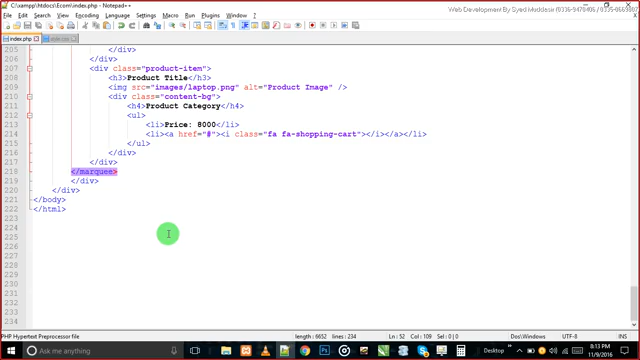 C:\xampp\htdocs\Ecom\index.php - Notepad++
Web Development By Syed Moddasir (0336-9478406 / 0335-8669387
File Edit Search View Encoding Language Settings Macro Run Plugins Window ?
index.php style.css
205 </div>
206 </div>
207 <div class="product-item">
208 <h3>Product Title</h3>
209 <img src="images/laptop.png" alt="Product Image" />
210 <div class="content-bg">
211 <h4>Product Category</h4>
212 <ul>
213 <li>Price: 8000</li>
214 <li><a href="#"><i class="fa fa-shopping-cart"></i></a></li>
215 </ul>
216 </div>
217 </div>
218 </marquee>
219 </div>
220 </div>
221 </body>
222 </html>
223
224
225
226
227
228
229
230
231
232
233
234
PHP Hypertext Preprocessor file length : 6652 lines : 234 Ln : 52 Col : 109 Sel : 0 | 0 Dos\Windows UTF-8 INS
Ask me anything Desktop 8:13 PM
11/9/2016